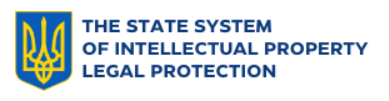 THE STATE SYSTEM
OF INTELLECTUAL PROPERTY
LEGAL PROTECTION